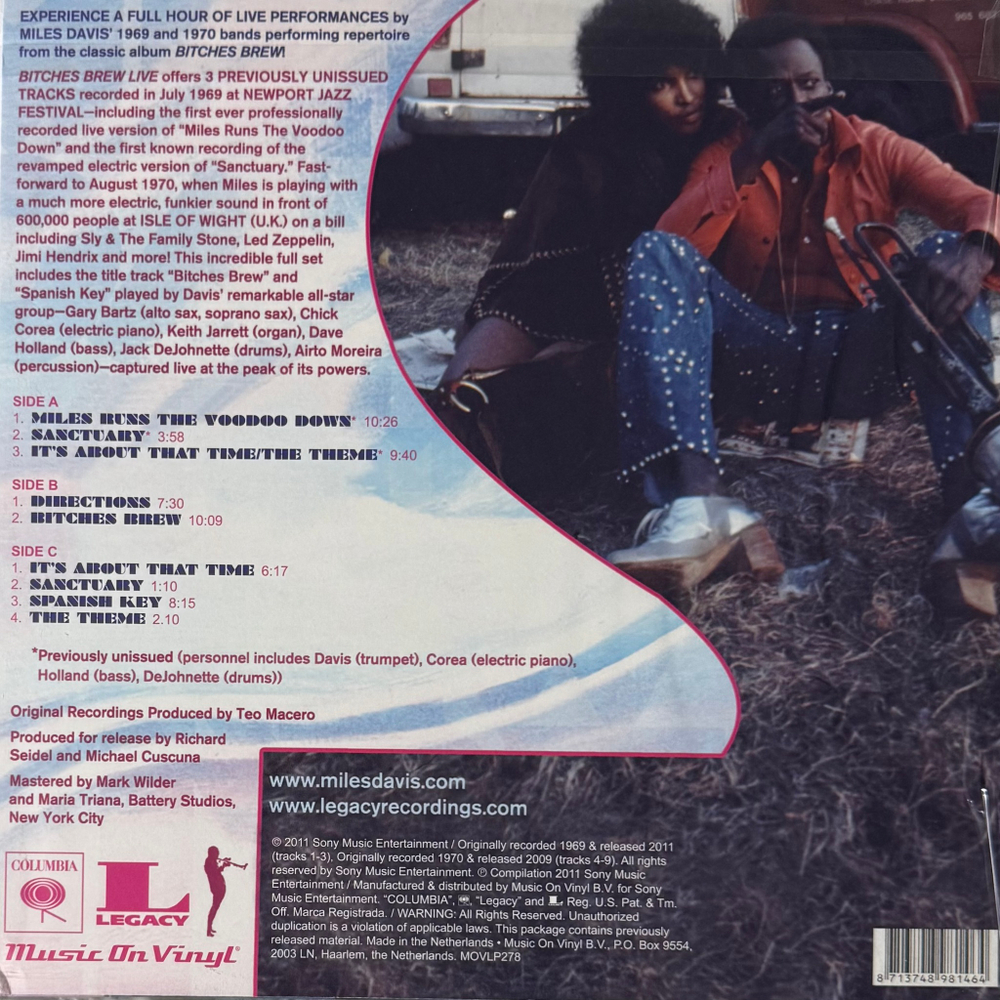 EXPERIENCE A FULL HOUR OF LIVE PERFORMANCES by
MILES DAVIS' 1969 and 1970 bands performing repertoire
from the classic album BITCHES BREW!
BITCHES BREW LIVE offers 3 PREVIOUSLY UNISSUED
TRACKS recorded in July 1969 at NEWPORT JAZZ
FESTIVAL—including the first ever professionally
recorded live version of "Miles Runs The Voodoo
Down" and the first known recording of the
revamped electric version of "Sanctuary." Fast-
forward to August 1970, when Miles is playing with
a much more electric, funkier sound in front of
600,000 people at ISLE OF WIGHT (U.K.) on a bill
including Sly & The Family Stone, Led Zeppelin,
Jimi Hendrix and more! This incredible full set
includes the title track "Bitches Brew" and
"Spanish Key" played by Davis' remarkable all-star
group—Gary Bartz (alto sax, soprano sax), Chick
Corea (electric piano), Keith Jarrett (organ), Dave
Holland (bass), Jack DeJohnette (drums), Airto Moreira
(percussion)—captured live at the peak of its powers.
SIDE A
1. MILES RUNS THE VOODOO DOWN* 10:26
2. SANCTUARY* 3:58
3. IT'S ABOUT THAT TIME/THE THEME* 9:40
SIDE B
1. DIRECTIONS 7:30
2. BITCHES BREW 10:09
SIDE C
1. IT'S ABOUT THAT TIME 6:17
2. SANCTUARY 1:10
3. SPANISH KEY 8:15
4. THE THEME 2.10
*Previously unissued (personnel includes Davis (trumpet), Corea (electric piano),
Holland (bass), DeJohnette (drums))
Original Recordings Produced by Teo Macero
Produced for release by Richard
Seidel and Michael Cuscuna
Mastered by Mark Wilder
and Maria Triana, Battery Studios,
New York City
COLUMBIA
L
LEGACY
Music On Vinyl®
www.milesdavis.com
www.legacyrecordings.com
© 2011 Sony Music Entertainment / Originally recorded 1969 & released 2011
(tracks 1-3). Originally recorded 1970 & released 2009 (tracks 4-9). All rights
reserved by Sony Music Entertainment. ℗ Compilation 2011 Sony Music
Entertainment / Manufactured & distributed by Music On Vinyl B.V. for Sony
Music Entertainment. "COLUMBIA", "Legacy" and L Reg. U.S. Pat. & Tm.
Off. Marca Registrada. / WARNING: All Rights Reserved. Unauthorized
duplication is a violation of applicable laws. This package contains previously
released material. Made in the Netherlands • Music On Vinyl B.V., P.O. Box 9554,
2003 LN, Haarlem, the Netherlands. MOVLP278
8 713748 981464